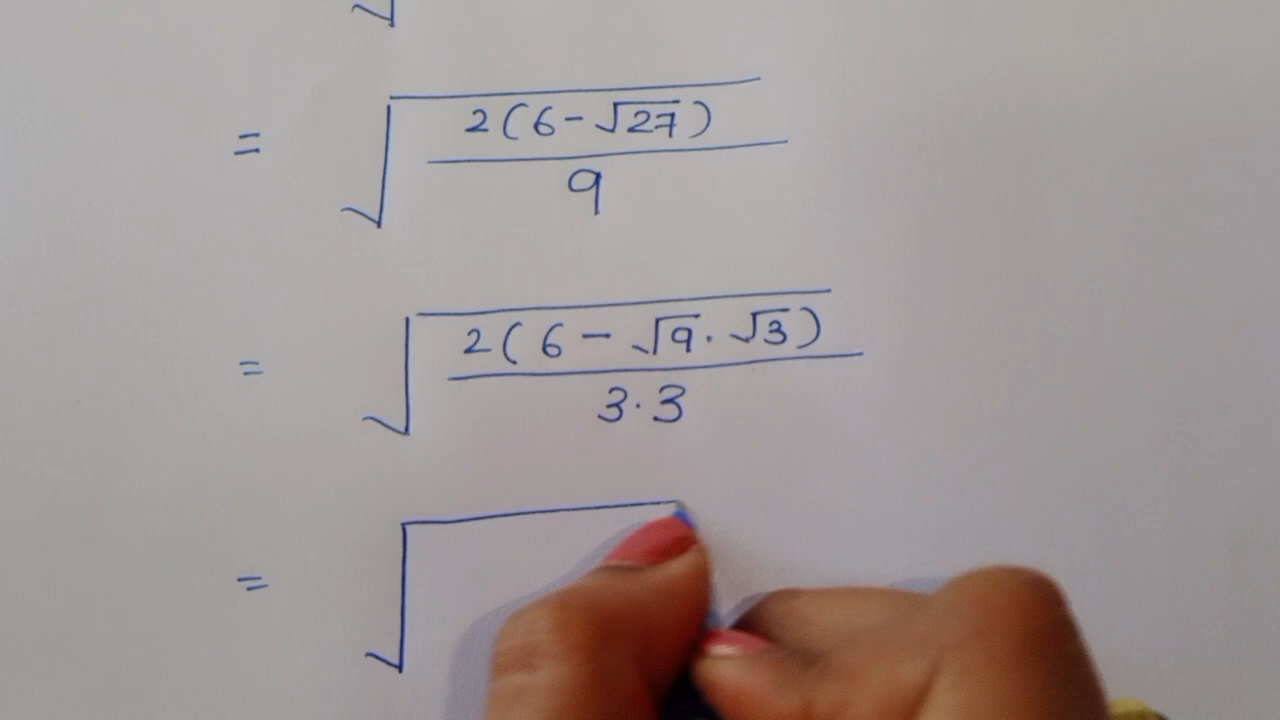 = √(2(6-√27)/9)
= √(2(6-√9·√3)/3·3)
= √